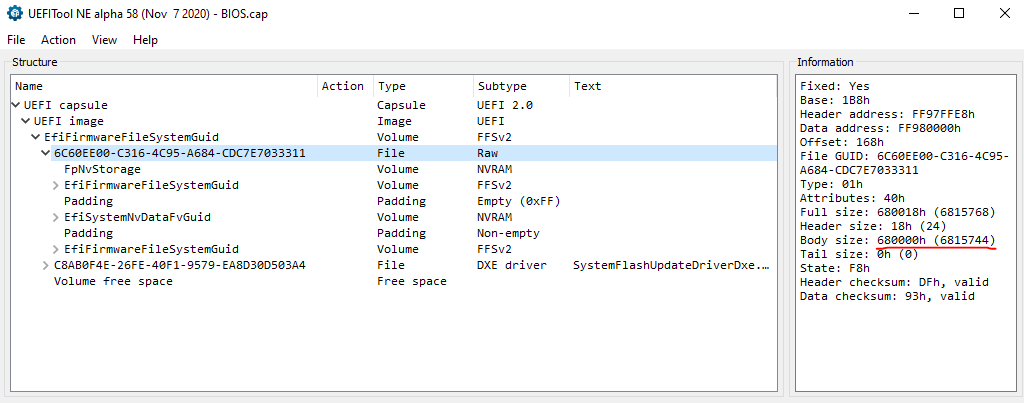 UEFITool NE alpha 58 (Nov  7 2020) - BIOS.cap
File Action View Help
Structure
Name Action Type Subtype Text
UEFI capsule Capsule UEFI 2.0
UEFI image Image UEFI
EfiFirmwareFileSystemGuid Volume FFSv2
6C60EE00-C316-4C95-A684-CDC7E7033311 File Raw
FpNvStorage Volume NVRAM
EfiFirmwareFileSystemGuid Volume FFSv2
Padding Padding Empty (0xFF)
EfiSystemNvDataFvGuid Volume NVRAM
Padding Padding Non-empty
EfiFirmwareFileSystemGuid Volume FFSv2
C8AB0F4E-26FE-40F1-9579-EA8D30D503A4 File DXE driver SystemFlashUpdateDriverDxe....
Volume free space Free space
Information
Fixed: Yes
Base: 1B8h
Header address: FF97FFE8h
Data address: FF980000h
Offset: 168h
File GUID: 6C60EE00-C316-4C95-
A684-CDC7E7033311
Type: 01h
Attributes: 40h
Full size: 680018h (6815768)
Header size: 18h (24)
Body size: 680000h (6815744)
Tail size: 0h (0)
State: F8h
Header checksum: DFh, valid
Data checksum: 93h, valid